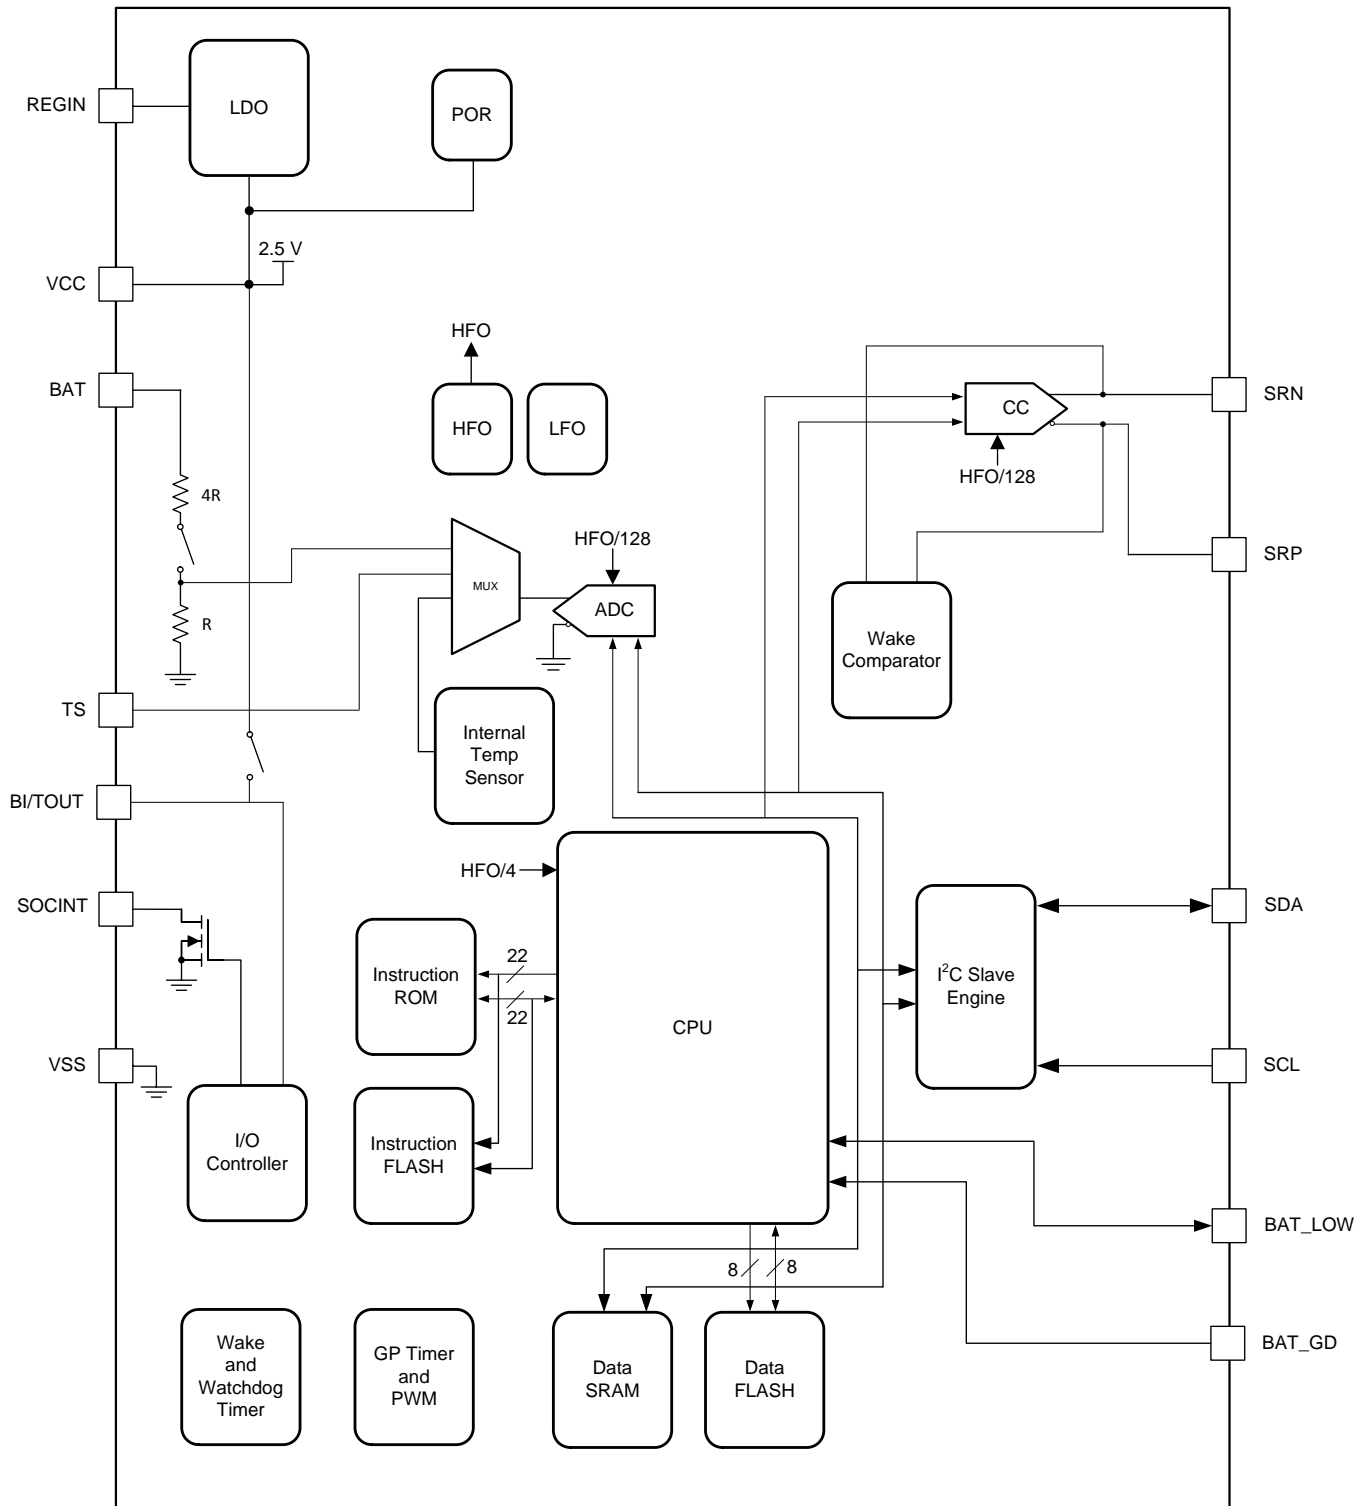 REGIN
LDO
POR
2.5 V
VCC
HFO
BAT
HFO
LFO
CC
SRN
HFO/128
4R
HFO/128
SRP
MUX
ADC
R
Wake
Comparator
TS
Internal
Temp
Sensor
BI/TOUT
HFO/4
SOCINT
SDA
22
Instruction
ROM
I²C Slave
Engine
22
CPU
VSS
SCL
I/O
Controller
Instruction
FLASH
BAT_LOW
8
8
Wake
and
Watchdog
Timer
GP Timer
and
PWM
Data
SRAM
Data
FLASH
BAT_GD